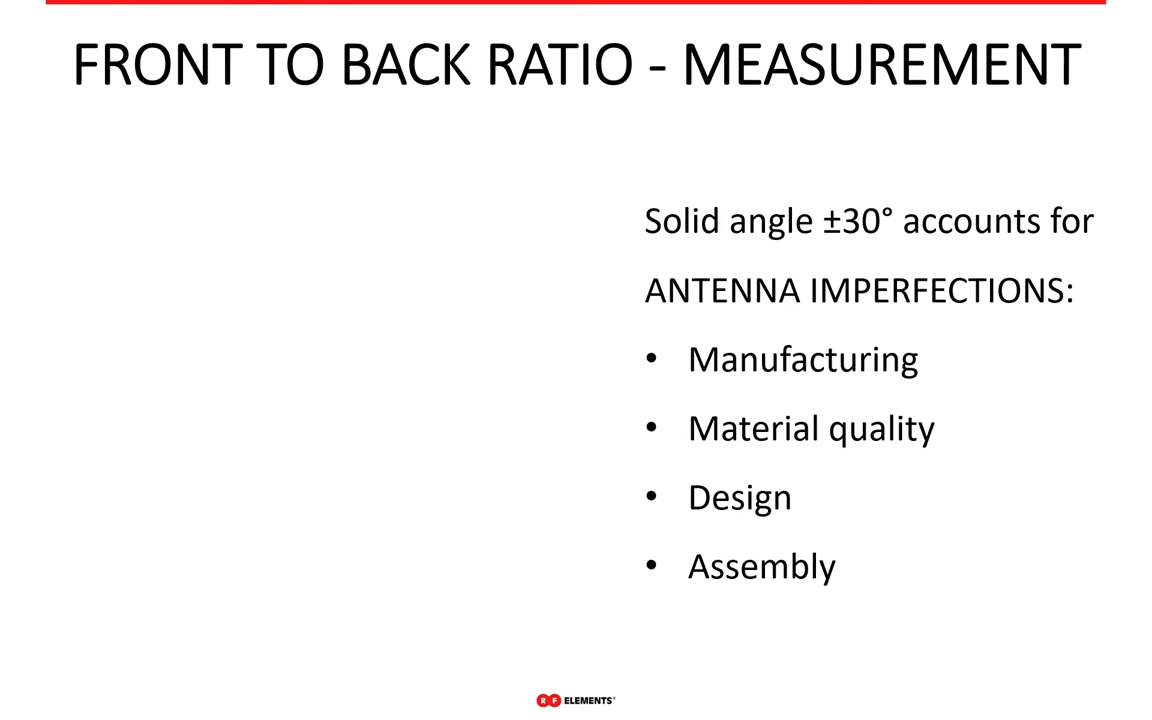 FRONT TO BACK RATIO - MEASUREMENT
Solid angle ±30° accounts for
ANTENNA IMPERFECTIONS:
• Manufacturing
• Material quality
• Design
• Assembly
RF ELEMENTS®